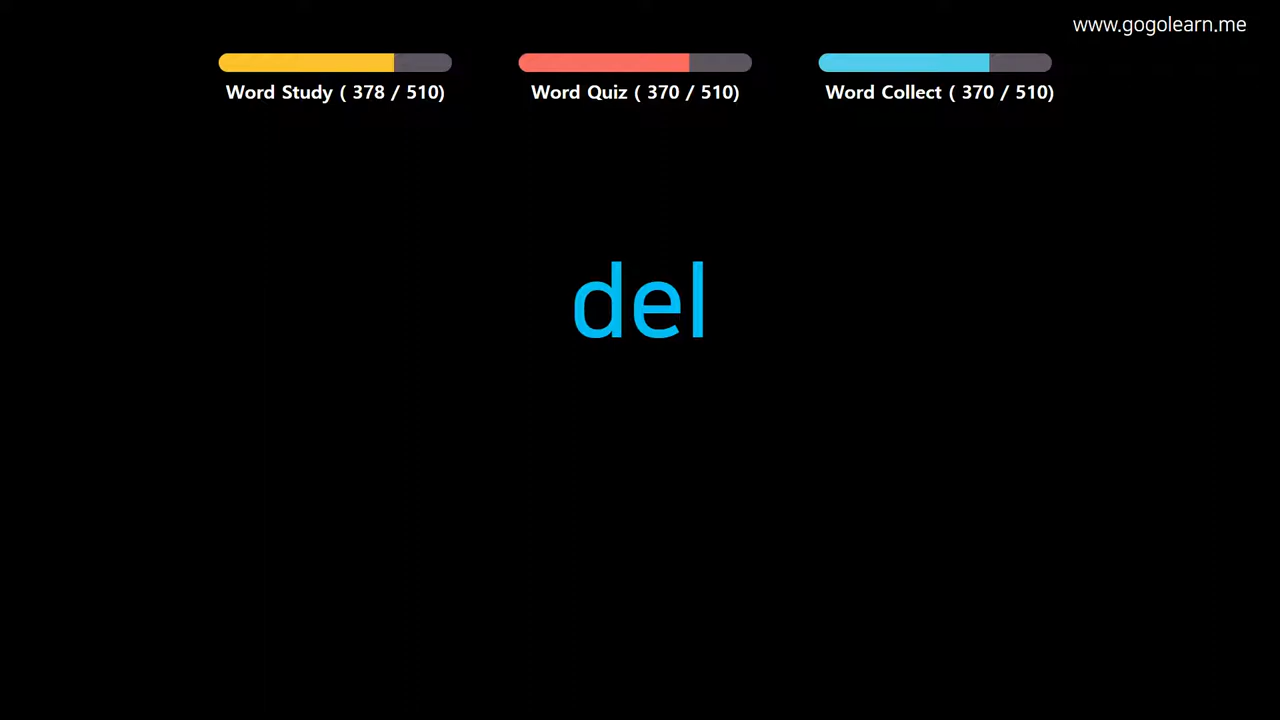 www.gogolearn.me
Word Study ( 378 / 510) Word Quiz ( 370 / 510) Word Collect ( 370 / 510)
del